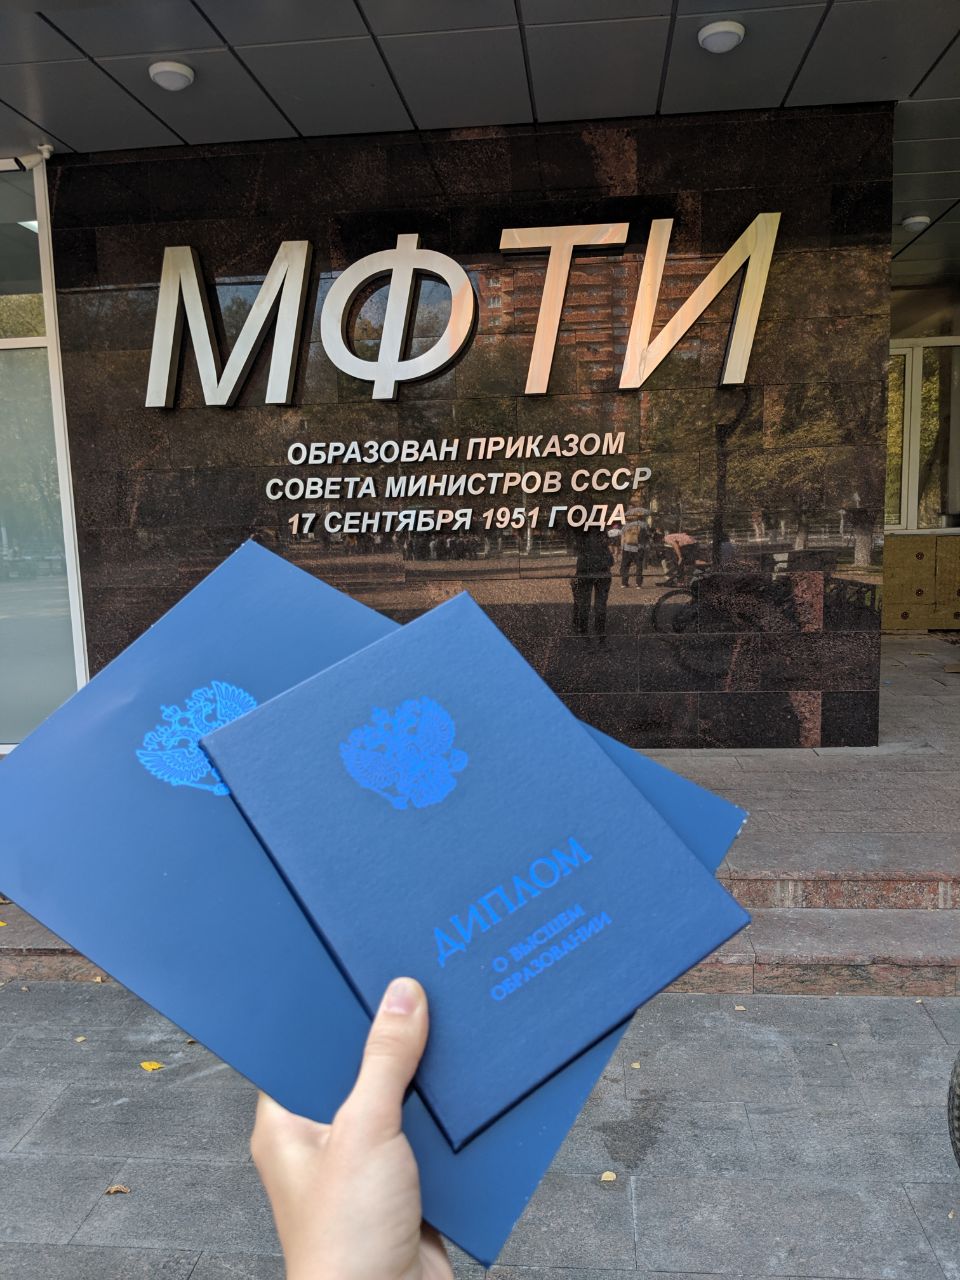 МФТИ
ОБРАЗОВАН ПРИКАЗОМ
СОВЕТА МИНИСТРОВ СССР
17 СЕНТЯБРЯ 1951 ГОДА
ДИПЛОМ
О ВЫСШЕМ
ОБРАЗОВАНИИ